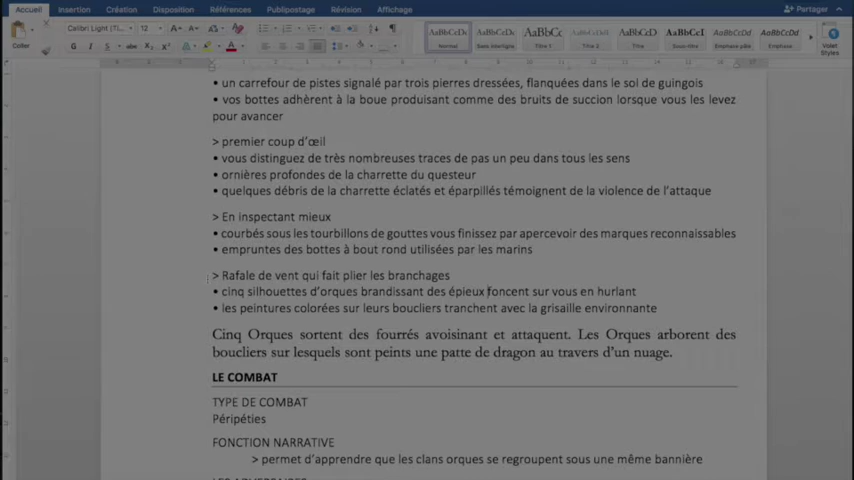 Accueil Insertion Création Disposition Références Publipostage Révision Affichage Partager
Calibri Light (T... 12
Coller G I S A
AaBbCcDc AaBbCcDc AaBbCc AaBbCcDc AaBbCcDc AaBbCcDc AaBbCcDd AaBbCcDd
Normal Sans interligne Titre 1 Titre 2 Titre Sous-titre Emphase pâle Emphase
Volet Styles
• un carrefour de pistes signalé par trois pierres dressées, flanquées dans le sol de guingois
• vos bottes adhèrent à la boue produisant comme des bruits de succion lorsque vous les levez
pour avancer
> premier coup d’œil
• vous distinguez de très nombreuses traces de pas un peu dans tous les sens
• ornières profondes de la charrette du questeur
• quelques débris de la charrette éclatés et éparpillés témoignent de la violence de l’attaque
> En inspectant mieux
• courbés sous les tourbillons de gouttes vous finissez par apercevoir des marques reconnaissables
• empruntes des bottes à bout rond utilisées par les marins
> Rafale de vent qui fait plier les branchages
• cinq silhouettes d’orques brandissant des épieux foncent sur vous en hurlant
• les peintures colorées sur leurs boucliers tranchent avec la grisaille environnante
Cinq Orques sortent des fourrés avoisinant et attaquent. Les Orques arborent des
boucliers sur lesquels sont peints une patte de dragon au travers d’un nuage.
LE COMBAT
TYPE DE COMBAT
Péripéties
FONCTION NARRATIVE
> permet d’apprendre que les clans orques se regroupent sous une même bannière
LES ADVERSAIRES